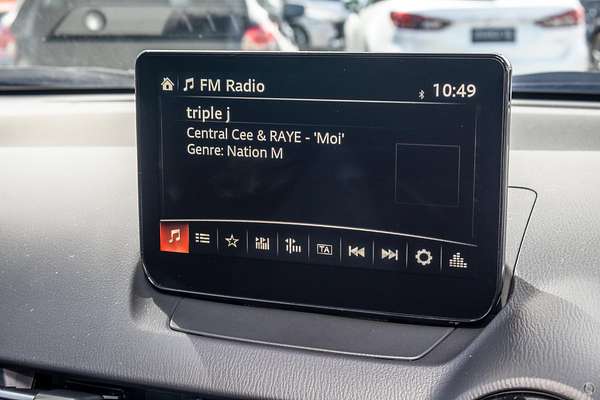 FM Radio
10:49
triple j
Central Cee & RAYE - 'Moi'
Genre: Nation M
TA